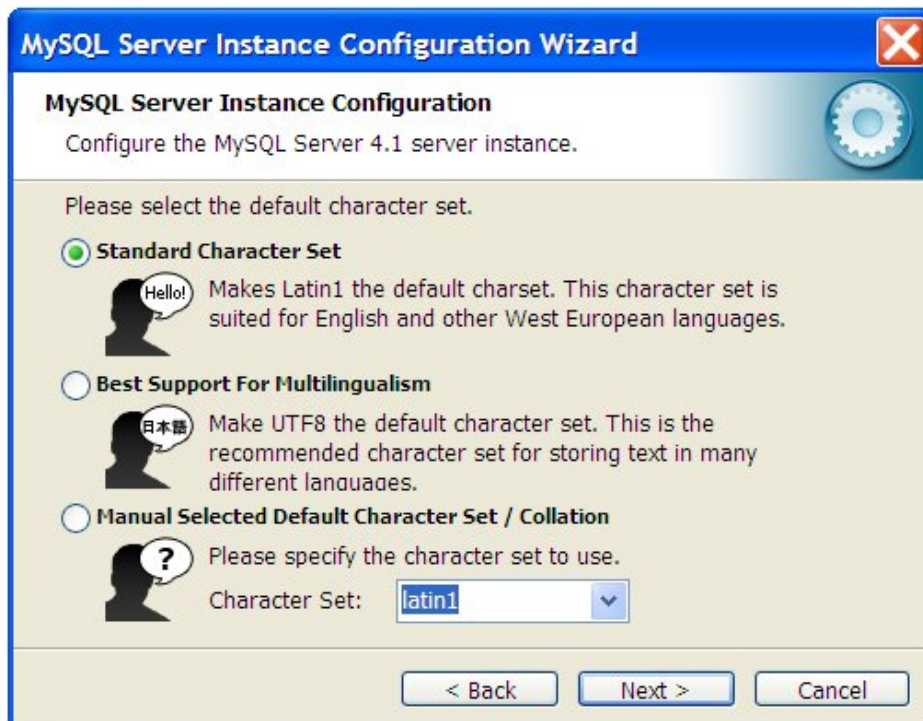 MySQL Server Instance Configuration Wizard
MySQL Server Instance Configuration
Configure the MySQL Server 4.1 server instance.
Please select the default character set.
Standard Character Set
Hello!
Makes Latin1 the default charset. This character set is
suited for English and other West European languages.
Best Support For Multilingualism
日本語
Make UTF8 the default character set. This is the
recommended character set for storing text in many
different languages.
Manual Selected Default Character Set / Collation
?
Please specify the character set to use.
Character Set: latin1
< Back Next > Cancel